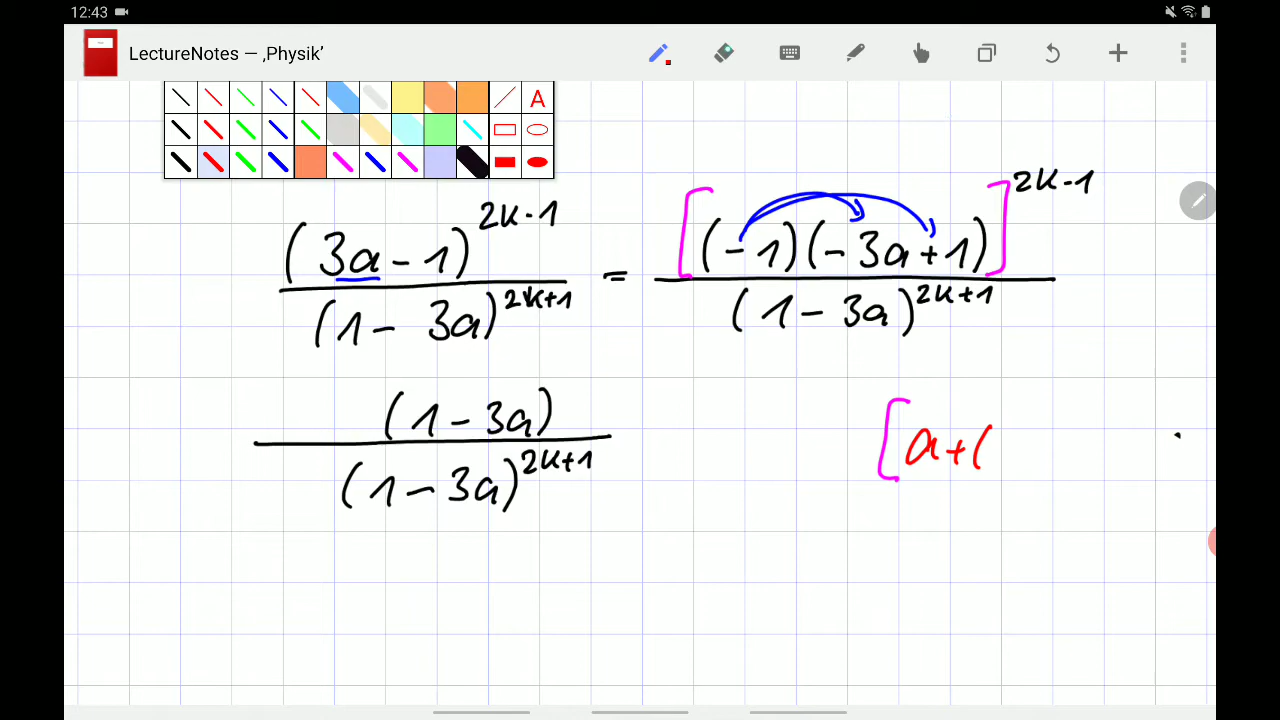 12:43
LectureNotes — ‚Physik’
A
(3a - 1)^{2k-1} / (1 - 3a)^{2k+1} = [(-1)(-3a+1)]^{2k-1} / (1 - 3a)^{2k+1}
(1 - 3a) / (1 - 3a)^{2k+1}
[a+(